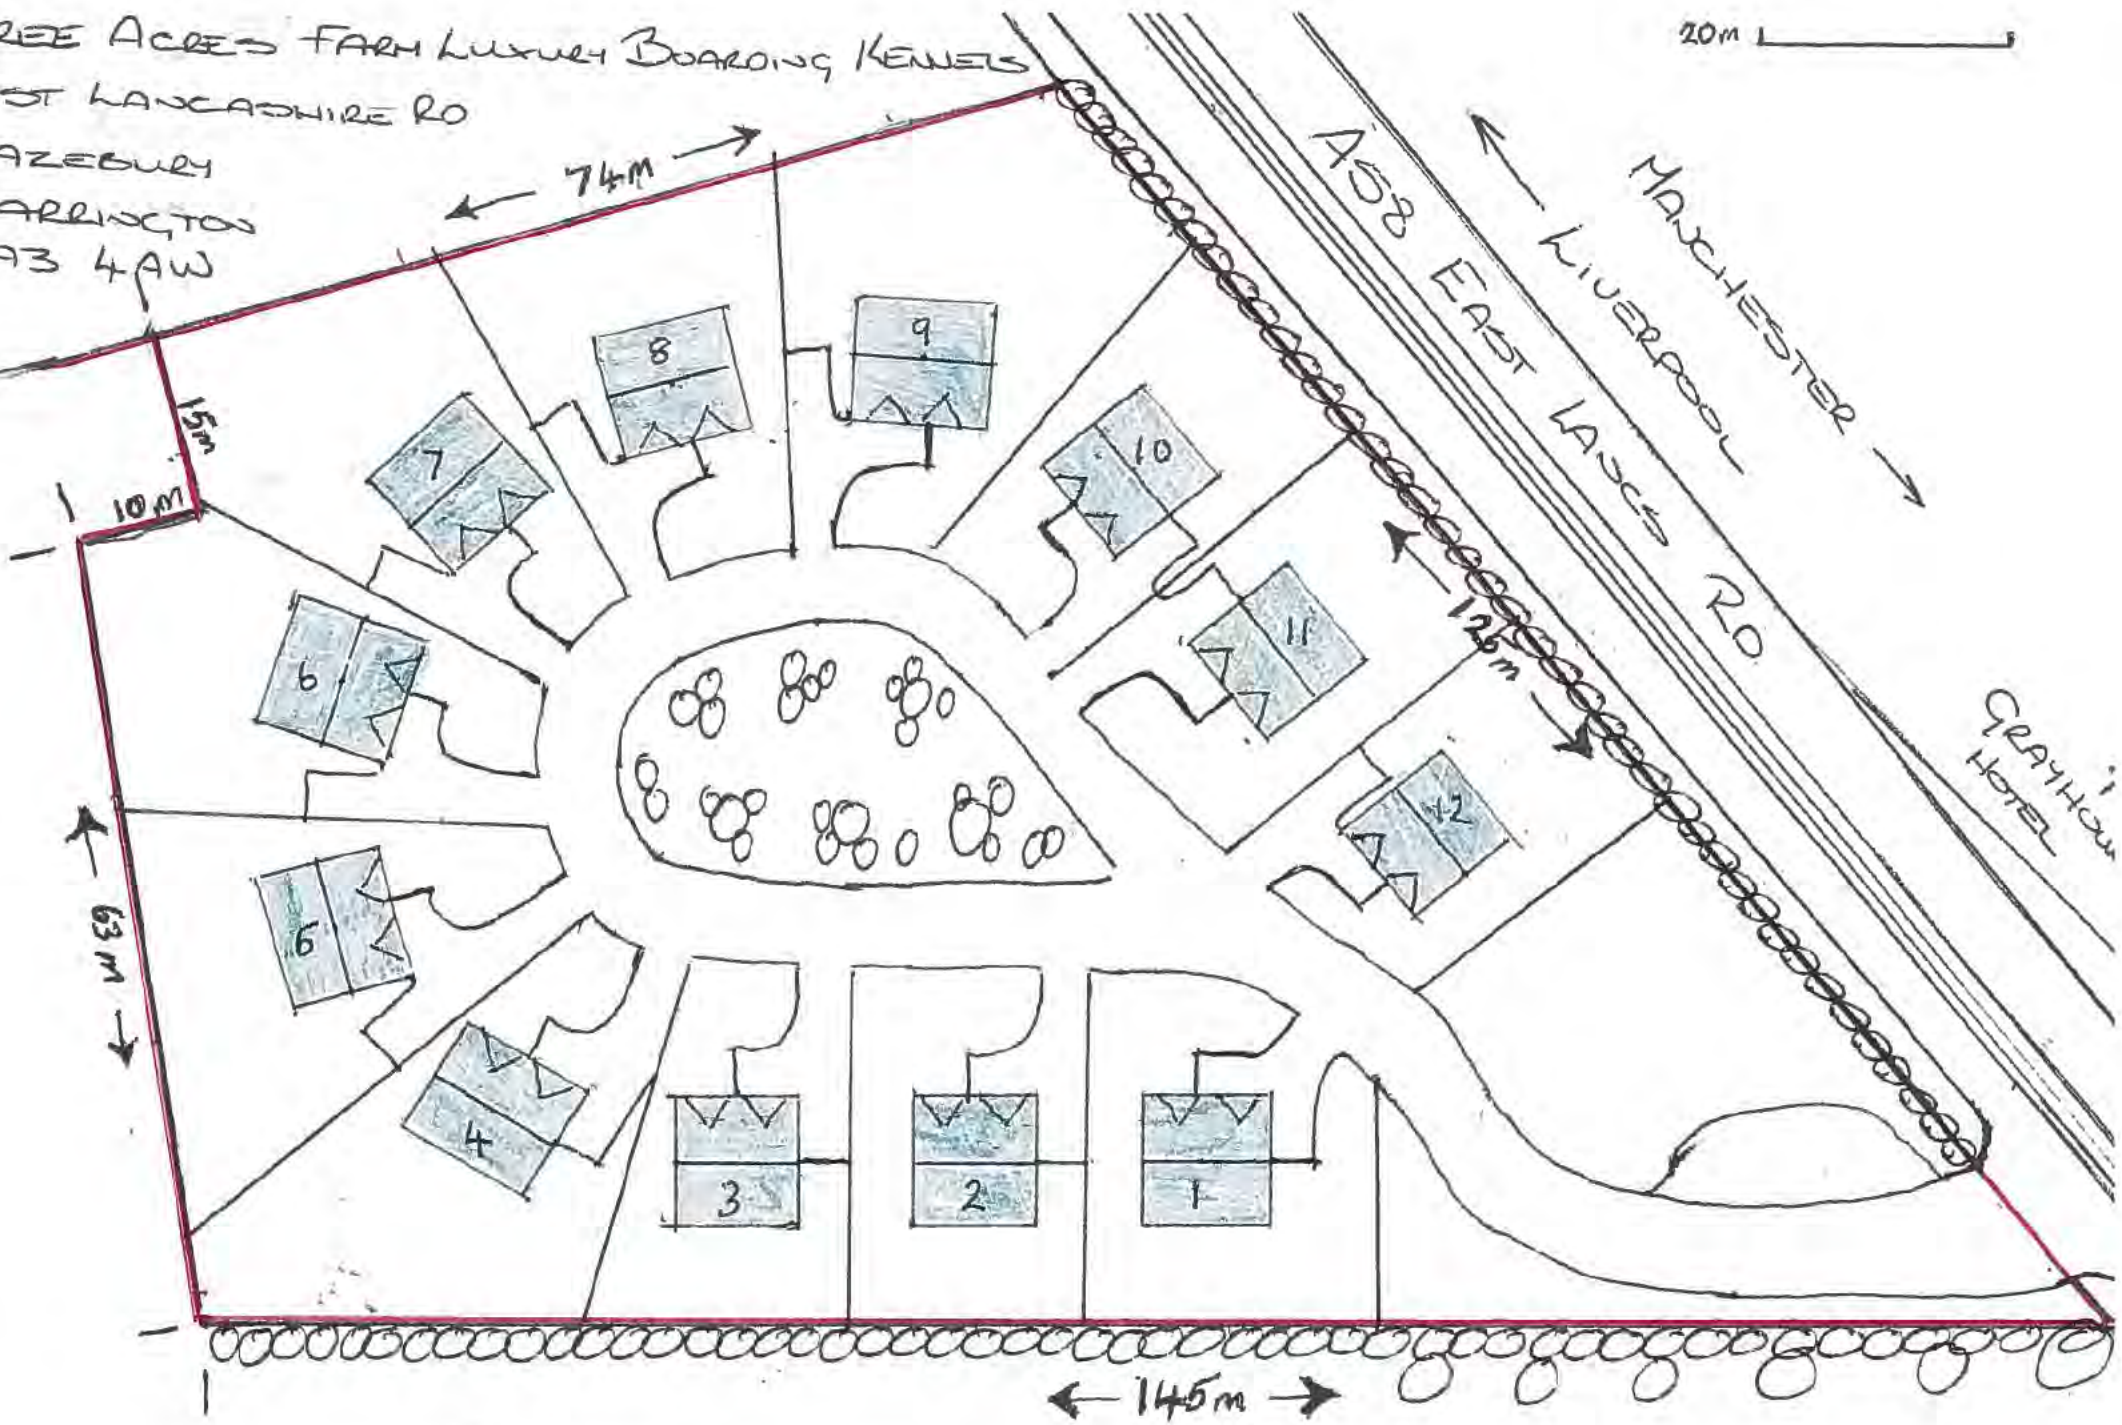 REE ACRES FARM LUXURY BOARDING KENNELS
ST LANCASHIRE RD
AZEBURY
ARRINGTON
A3 4AW
20m
74m
15m
10m
63m
126m
145m
A58 EAST LANCS RD
LIVERPOOL
MANCHESTER
GRAYHOU
HOTEL
9
8
10
7
11
6
12
5
4
3
2
1